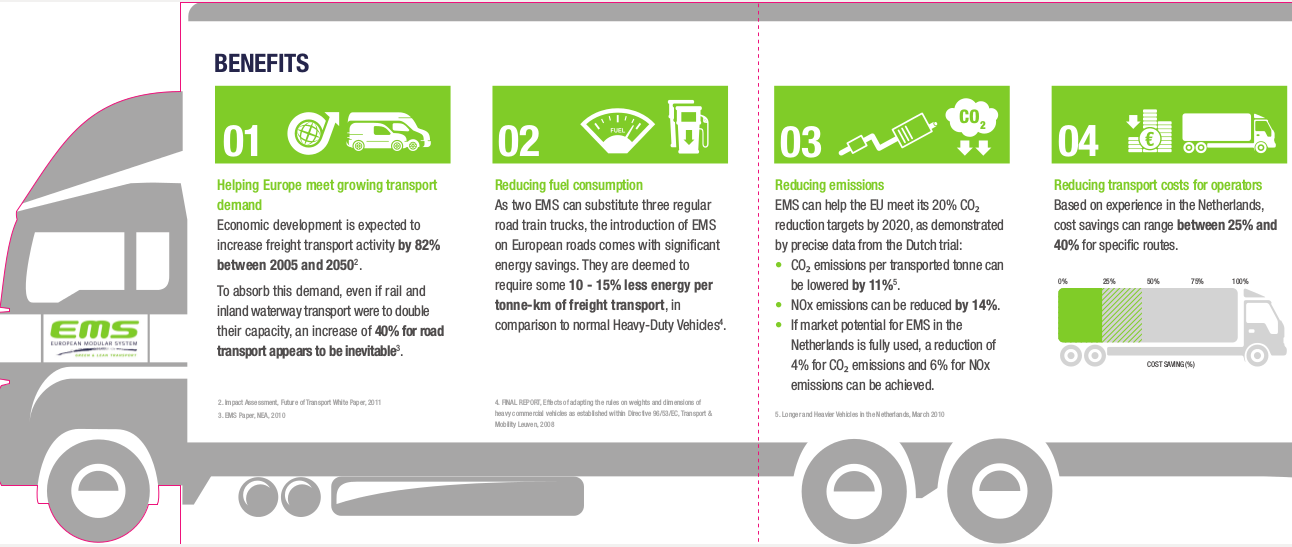 BENEFITS
01
FUEL
02
CO₂
03
€
04
Helping Europe meet growing transport
demand
Economic development is expected to
increase freight transport activity by 82%
between 2005 and 2050².
To absorb this demand, even if rail and
inland waterway transport were to double
their capacity, an increase of 40% for road
transport appears to be inevitable³.
2. Impact Assessment, Future of Transport White Paper, 2011
3. EMS Paper, NEA, 2010
Reducing fuel consumption
As two EMS can substitute three regular
road train trucks, the introduction of EMS
on European roads comes with significant
energy savings. They are deemed to
require some 10 - 15% less energy per
tonne-km of freight transport, in
comparison to normal Heavy-Duty Vehicles⁴.
4. FINAL REPORT, Effects of adapting the rules on weights and dimensions of
heavy commercial vehicles as established within Directive 96/53/EC, Transport &
Mobility Leuven, 2008
Reducing emissions
EMS can help the EU meet its 20% CO₂
reduction targets by 2020, as demonstrated
by precise data from the Dutch trial:
• CO₂ emissions per transported tonne can
be lowered by 11%⁵.
• NOx emissions can be reduced by 14%.
• If market potential for EMS in the
Netherlands is fully used, a reduction of
4% for CO₂ emissions and 6% for NOx
emissions can be achieved.
5. Longer and Heavier Vehicles in the Netherlands, March 2010
Reducing transport costs for operators
Based on experience in the Netherlands,
cost savings can range between 25% and
40% for specific routes.
0% 25% 50% 75% 100%
COST SAVING (%)
EMS
EUROPEAN MODULAR SYSTEM
GREEN & LEAN TRANSPORT